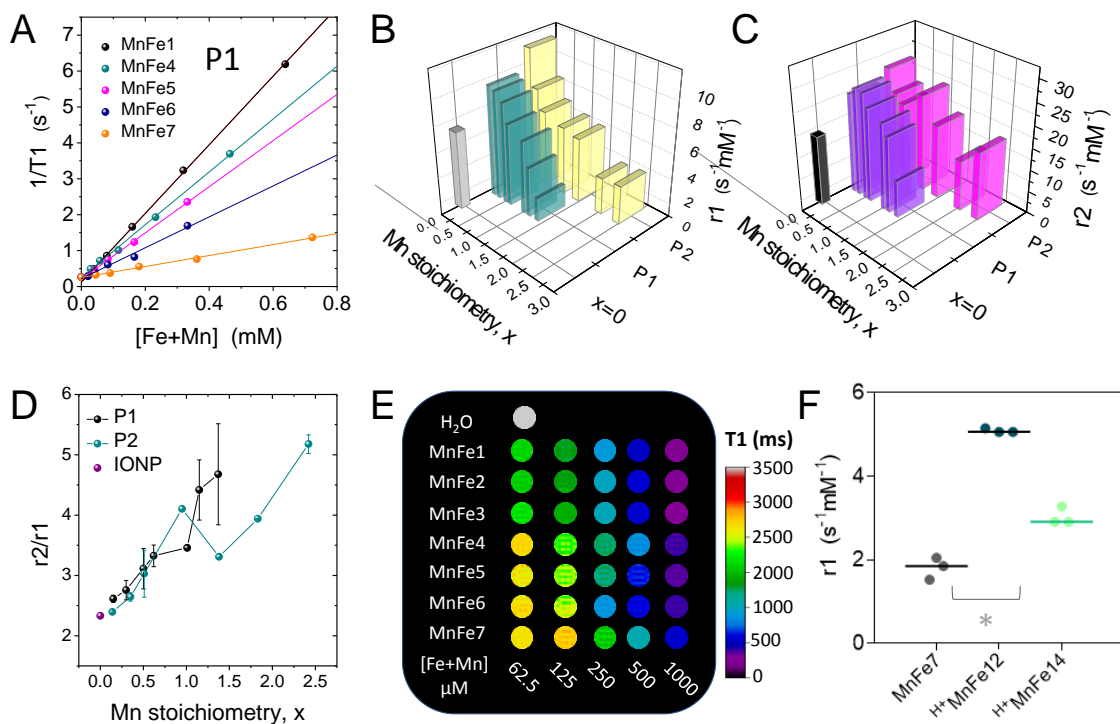 A
P1
MnFe1
MnFe4
MnFe5
MnFe6
MnFe7
7
6
5
4
3
2
1
0
1/T1 (s⁻¹)
0.0 0.2 0.4 0.6 0.8
[Fe+Mn] (mM)
B
10
8
6
4
2
0
r1 (s⁻¹mM⁻¹)
P2
P1
x=0
0.0
0.5
1.0
1.5
2.0
2.5
3.0
Mn stoichiometry, x
C
30
25
20
15
10
5
0
r2 (s⁻¹mM⁻¹)
P2
P1
x=0
0.0
0.5
1.0
1.5
2.0
2.5
3.0
Mn stoichiometry, x
D
P1
P2
IONP
6
5
4
3
2
r2/r1
0.0 0.5 1.0 1.5 2.0 2.5
Mn stoichiometry, x
E
H₂O
MnFe1
MnFe2
MnFe3
MnFe4
MnFe5
MnFe6
MnFe7
[Fe+Mn]
μM
62.5 125 250 500 1000
T1 (ms)
3500
3000
2500
2000
1500
1000
500
0
F
6
4
2
0
r1 (s⁻¹mM⁻¹)
*
MnFe7
H+MnFe12
H+MnFe14